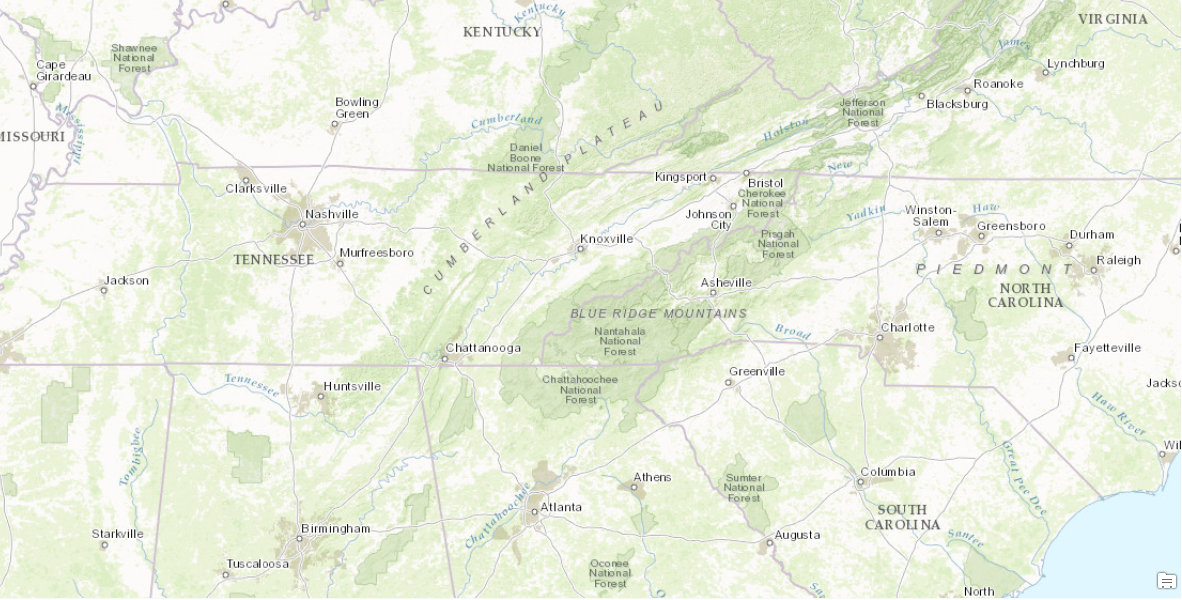 KENTUCKY
Kentucky
VIRGINIA
Shawnee
National
Forest
Cape
Girardeau
James
Lynchburg
Roanoke
Blacksburg
Bowling
Green
Mississippi
MISSOURI
Cumberland
CUMBERLAND PLATEAU
Jefferson
National
Forest
Holston
Daniel
Boone
National Forest
New
Kingsport
Bristol
Clarksville
Cherokee
National
Forest
Johnson
City
Nashville
Yadkin
Winston-
Salem
Haw
Greensboro
Durham
Knoxville
Pisgah
National
Forest
Murfreesboro
TENNESSEE
Raleigh
PIEDMONT
Jackson
Asheville
NORTH
CAROLINA
BLUE RIDGE MOUNTAINS
Nantahala
National
Forest
Broad
Charlotte
Chattanooga
Fayetteville
Greenville
Tennessee
Huntsville
Chattahoochee
National
Forest
Jackso
Haw River
Tombigbee
Wil
Great Pee Dee
Athens
Sumter
National
Forest
Columbia
Chattahoochee
Atlanta
SOUTH
CAROLINA
Starkville
Birmingham
Augusta
Santee
Tuscaloosa
Oconee
National
Forest
Sa
O
North